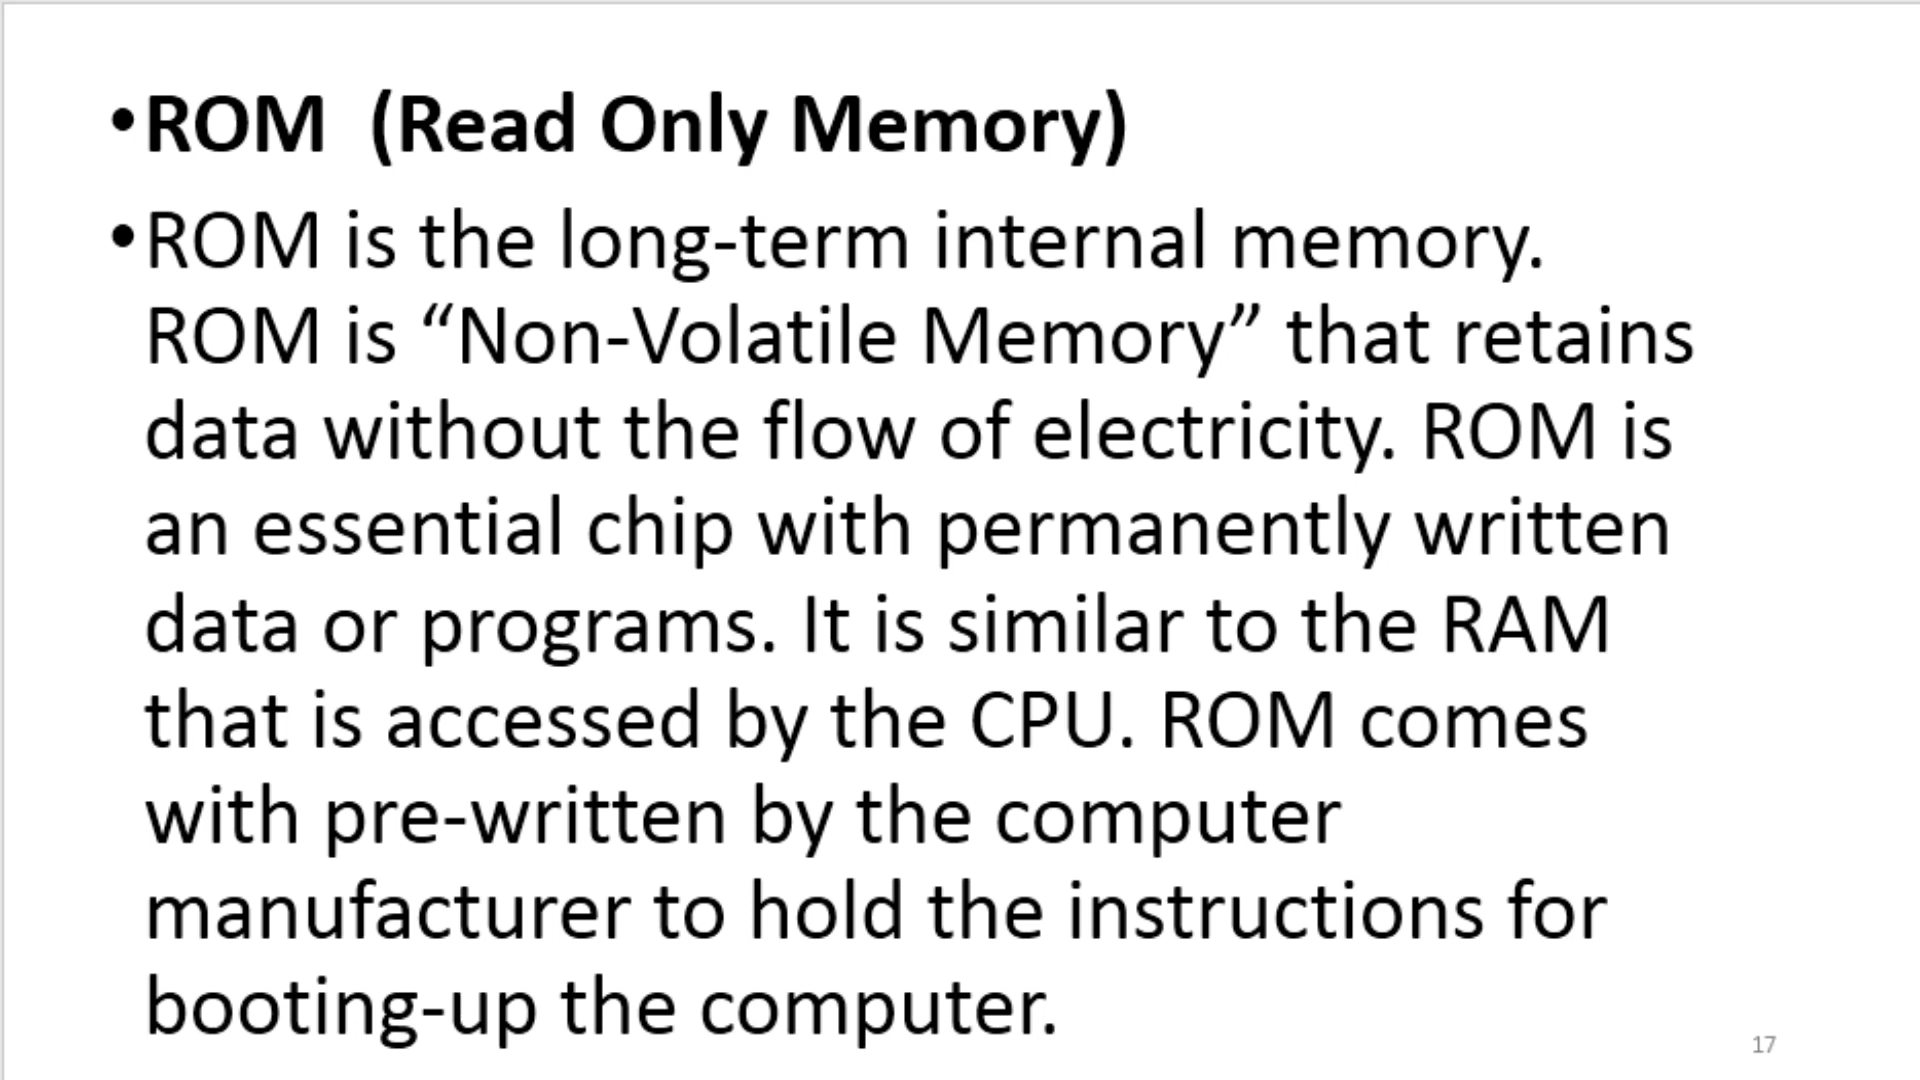 •ROM  (Read Only Memory)
•ROM is the long-term internal memory.
ROM is “Non-Volatile Memory” that retains
data without the flow of electricity. ROM is
an essential chip with permanently written
data or programs. It is similar to the RAM
that is accessed by the CPU. ROM comes
with pre-written by the computer
manufacturer to hold the instructions for
booting-up the computer.
17